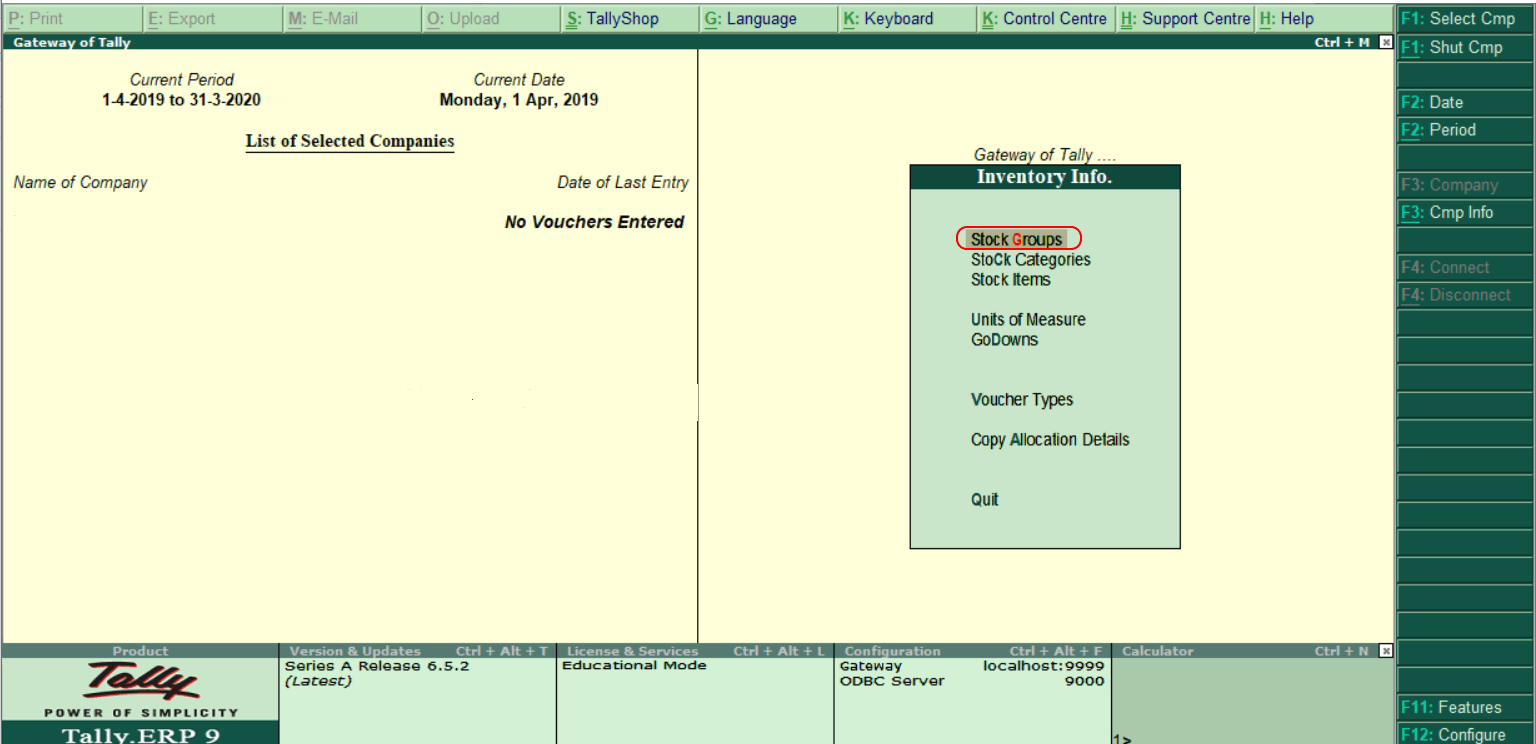 P: Print E: Export M: E-Mail O: Upload S: TallyShop G: Language K: Keyboard K: Control Centre H: Support Centre H: Help
Gateway of Tally Ctrl + M
Current Period Current Date
1-4-2019 to 31-3-2020 Monday, 1 Apr, 2019
List of Selected Companies
Name of Company Date of Last Entry
No Vouchers Entered
Gateway of Tally ....
Inventory Info.
Stock Groups
StoCk Categories
Stock Items
Units of Measure
GoDowns
Voucher Types
Copy Allocation Details
Quit
F1: Select Cmp
F1: Shut Cmp
F2: Date
F2: Period
F3: Company
F3: Cmp Info
F4: Connect
F4: Disconnect
F11: Features
F12: Configure
Product
Tally
POWER OF SIMPLICITY
Tally.ERP 9
Version & Updates Ctrl + Alt + T
Series A Release 6.5.2
(Latest)
License & Services Ctrl + Alt + L
Educational Mode
Configuration Ctrl + Alt + F
Gateway localhost:9999
ODBC Server 9000
Calculator Ctrl + N
1>